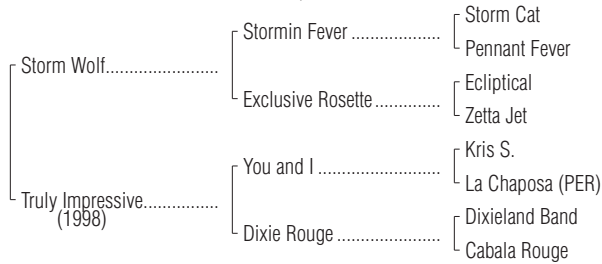 Storm Cat
Stormin Fever ...................
Pennant Fever
Storm Wolf........................
Ecliptical
Exclusive Rosette..............
Zetta Jet
Kris S.
You and I ..........................
La Chaposa (PER)
Truly Impressive................
(1998)
Dixieland Band
Dixie Rouge ......................
Cabala Rouge